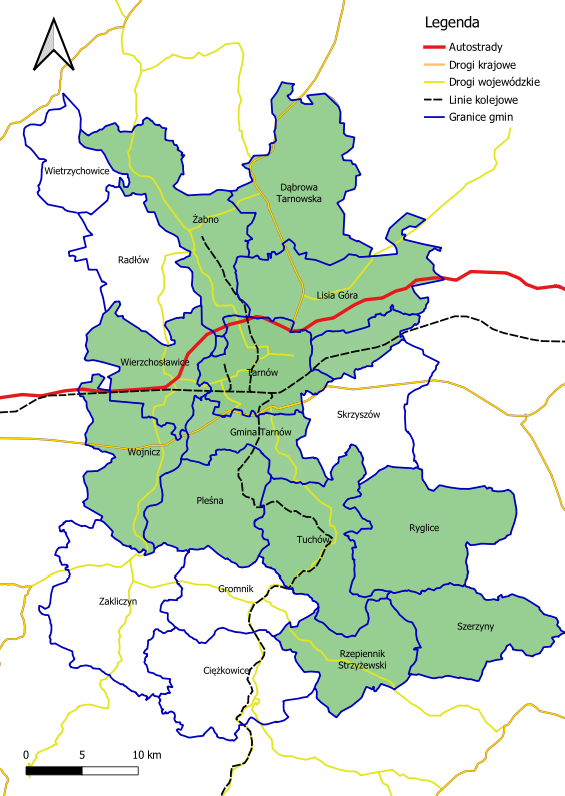 Legenda
Autostrady
Drogi krajowe
Drogi wojewódzkie
Linie kolejowe
Granice gmin
Wietrzychowice
Dąbrowa
Tarnowska
Żabno
Radłów
Lisia Góra
Wierzchosławice
Tarnów
Skrzyszów
Gmina Tarnów
Wojnicz
Pleśna
Ryglice
Tuchów
Gromnik
Zakliczyn
Szerzyny
Rzepiennik
Strzyżewski
Ciężkowice
0 5 10 km